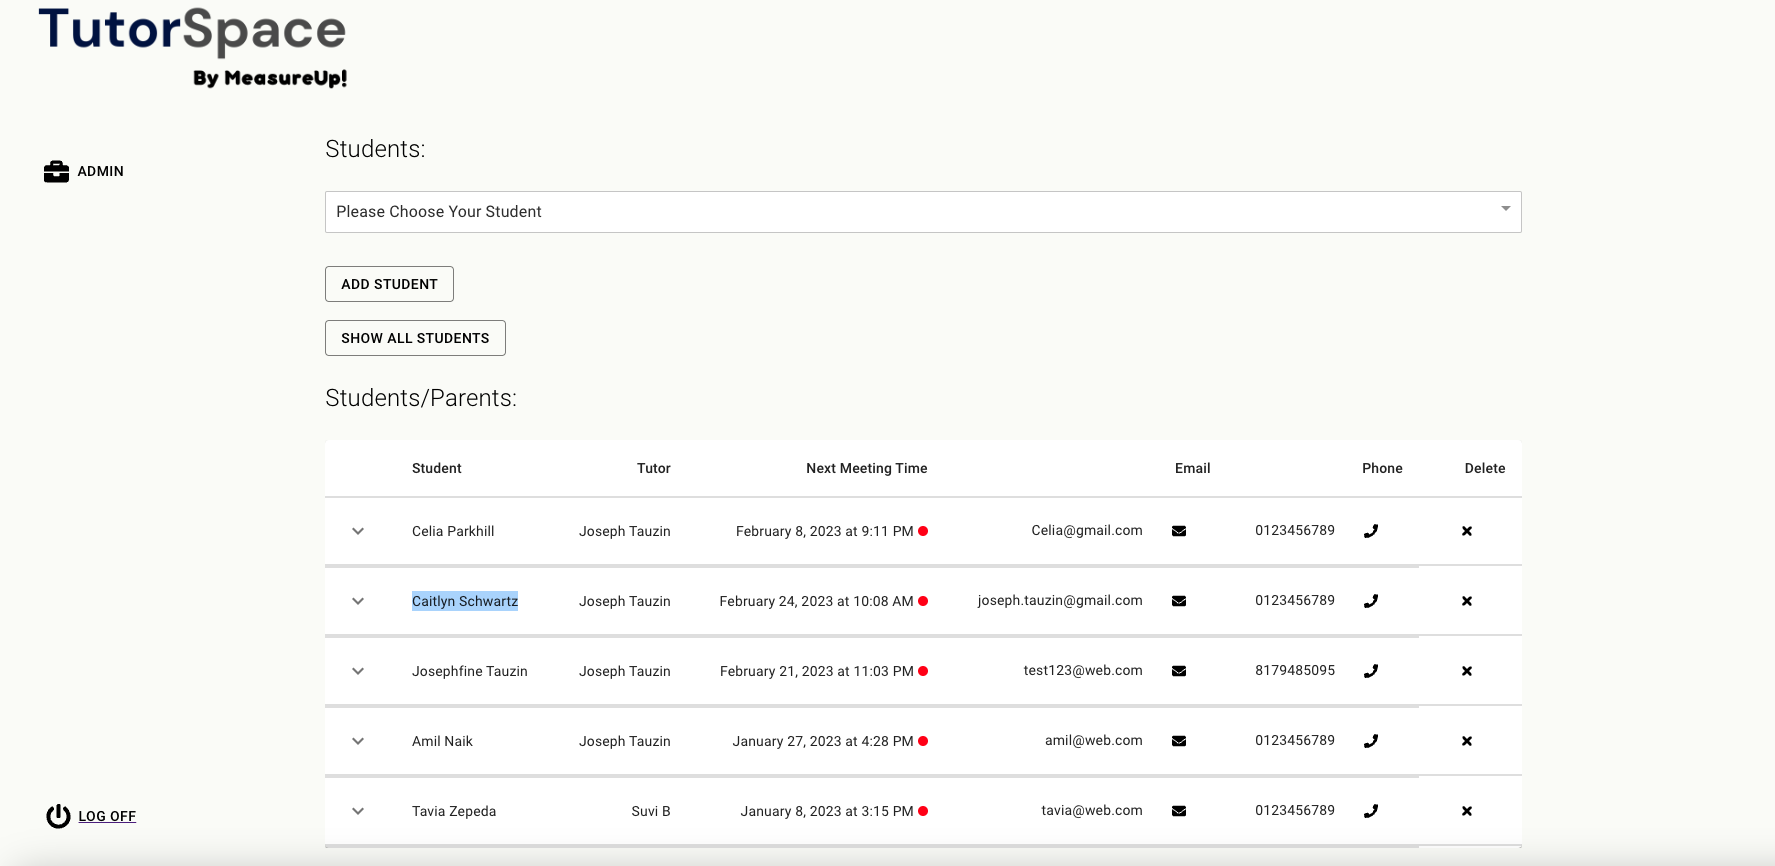 TutorSpace
By MeasureUp!
ADMIN
Students:
Please Choose Your Student
ADD STUDENT
SHOW ALL STUDENTS
Students/Parents:
Student Tutor Next Meeting Time Email Phone Delete
Celia Parkhill Joseph Tauzin February 8, 2023 at 9:11 PM Celia@gmail.com 0123456789
Caitlyn Schwartz Joseph Tauzin February 24, 2023 at 10:08 AM joseph.tauzin@gmail.com 0123456789
Josephfine Tauzin Joseph Tauzin February 21, 2023 at 11:03 PM test123@web.com 8179485095
Amil Naik Joseph Tauzin January 27, 2023 at 4:28 PM amil@web.com 0123456789
Tavia Zepeda Suvi B January 8, 2023 at 3:15 PM tavia@web.com 0123456789
LOG OFF